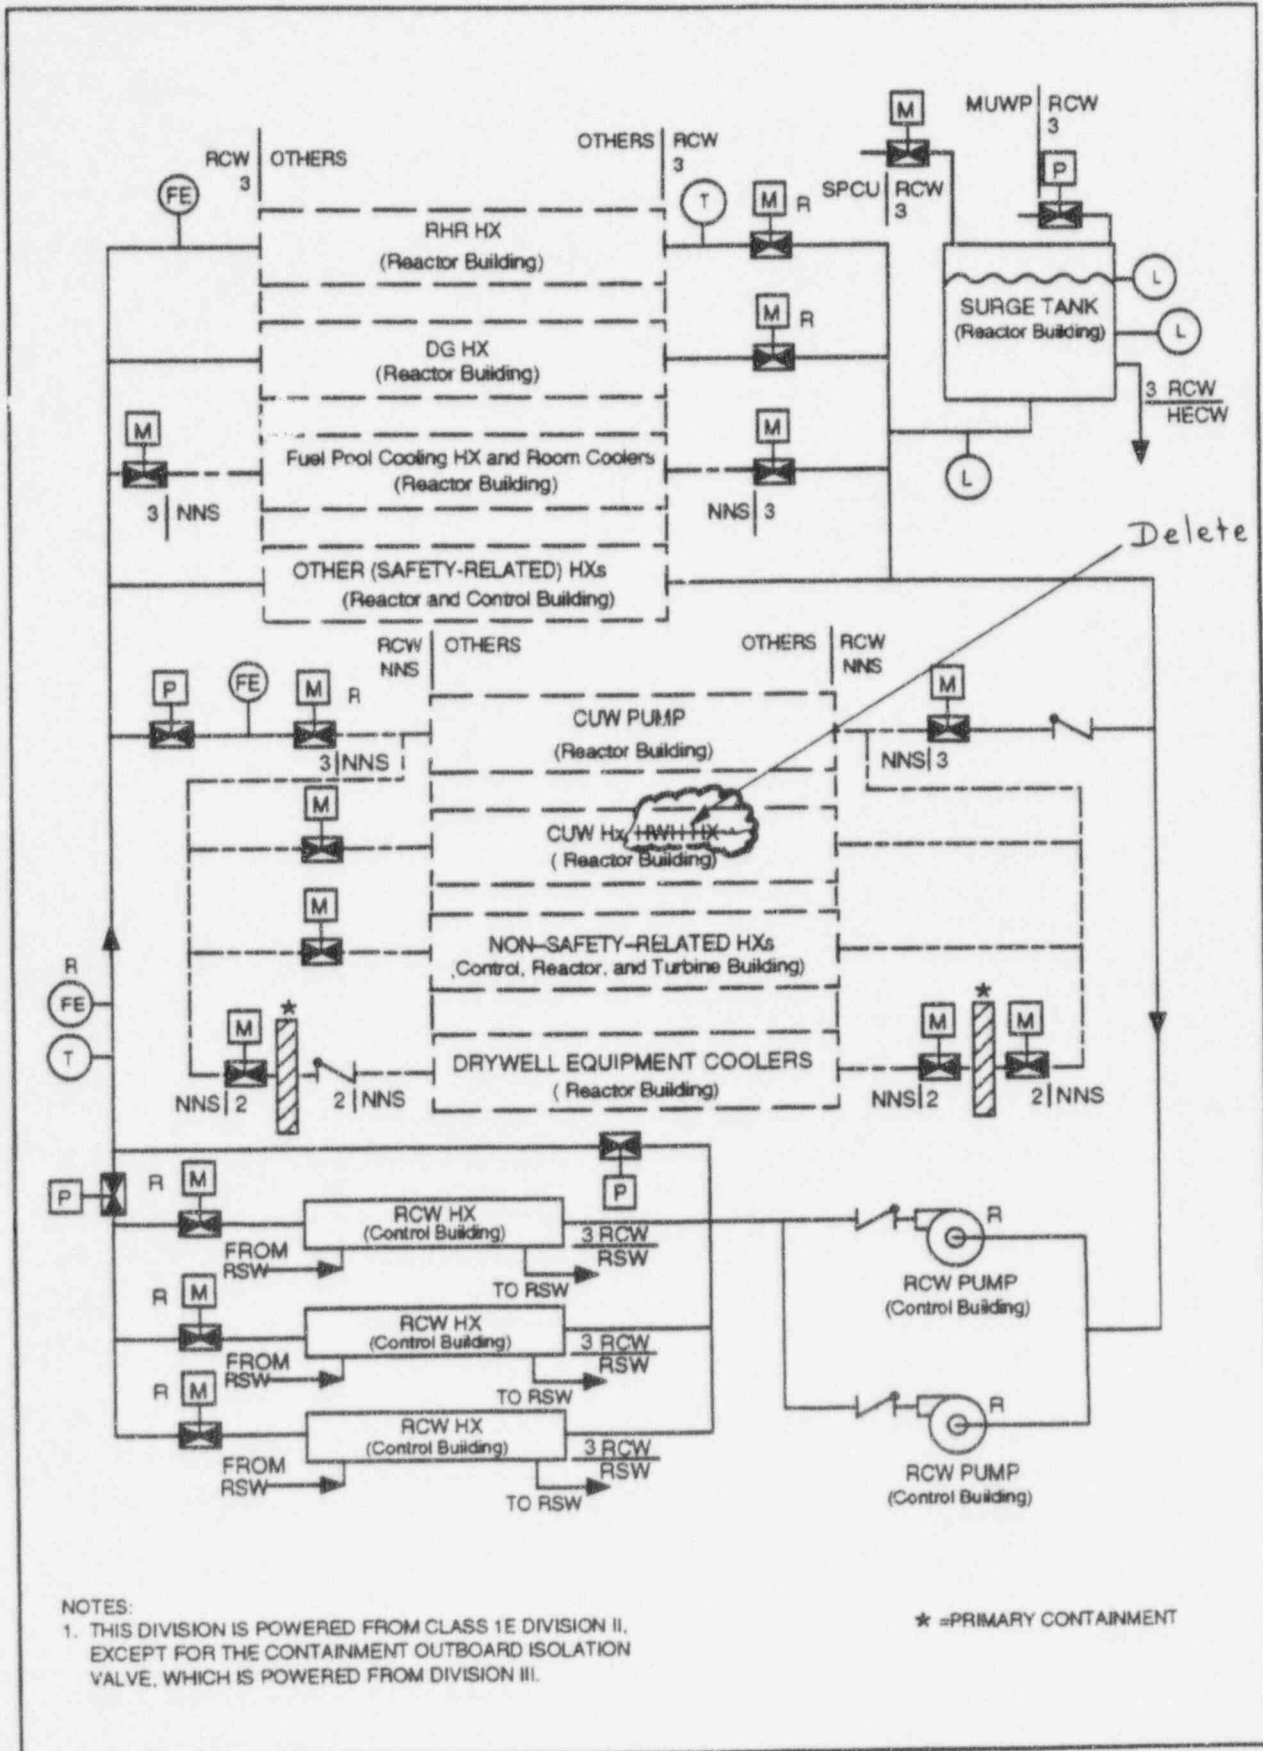 MUWP | RCW
3
M
P
RCW | OTHERS
3
OTHERS | RCW
3
SPCU | RCW
3
FE
T
M R
RHR HX
(Reactor Building)
SURGE TANK
(Reactor Building)
L
L
L
3 RCW
HECW
M R
DG HX
(Reactor Building)
M
M
Fuel Pool Cooling HX and Room Coolers
(Reactor Building)
3 | NNS
NNS | 3
Delete
OTHER (SAFETY-RELATED) HXs
(Reactor and Control Building)
RCW | OTHERS
NNS
OTHERS | RCW
NNS
P
FE
M R
M
CUW PUMP
(Reactor Building)
3 | NNS
NNS | 3
M
CUW Hx, HWH HX
( Reactor Building)
M
NON-SAFETY-RELATED HXs
Control, Reactor, and Turbine Building)
R
FE
T
M
*
*
M
M
DRYWELL EQUIPMENT COOLERS
( Reactor Building)
NNS | 2
2 | NNS
NNS | 2
2 | NNS
P
P
R M
RCW HX
(Control Building)
3 RCW
RSW
FROM
RSW
TO RSW
R
RCW PUMP
(Control Building)
R M
RCW HX
(Control Building)
3 RCW
RSW
FROM
RSW
TO RSW
R M
RCW HX
(Control Building)
3 RCW
RSW
FROM
RSW
TO RSW
R
RCW PUMP
(Control Building)
NOTES:
1. THIS DIVISION IS POWERED FROM CLASS 1E DIVISION II,
EXCEPT FOR THE CONTAINMENT OUTBOARD ISOLATION
VALVE, WHICH IS POWERED FROM DIVISION III.
* =PRIMARY CONTAINMENT